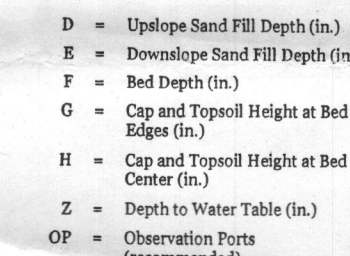 D = Upslope Sand Fill Depth (in.)
E = Downslope Sand Fill Depth (in
F = Bed Depth (in.)
G = Cap and Topsoil Height at Bed
Edges (in.)
H = Cap and Topsoil Height at Bed
Center (in.)
Z = Depth to Water Table (in.)
OP = Observation Ports
(recommended)